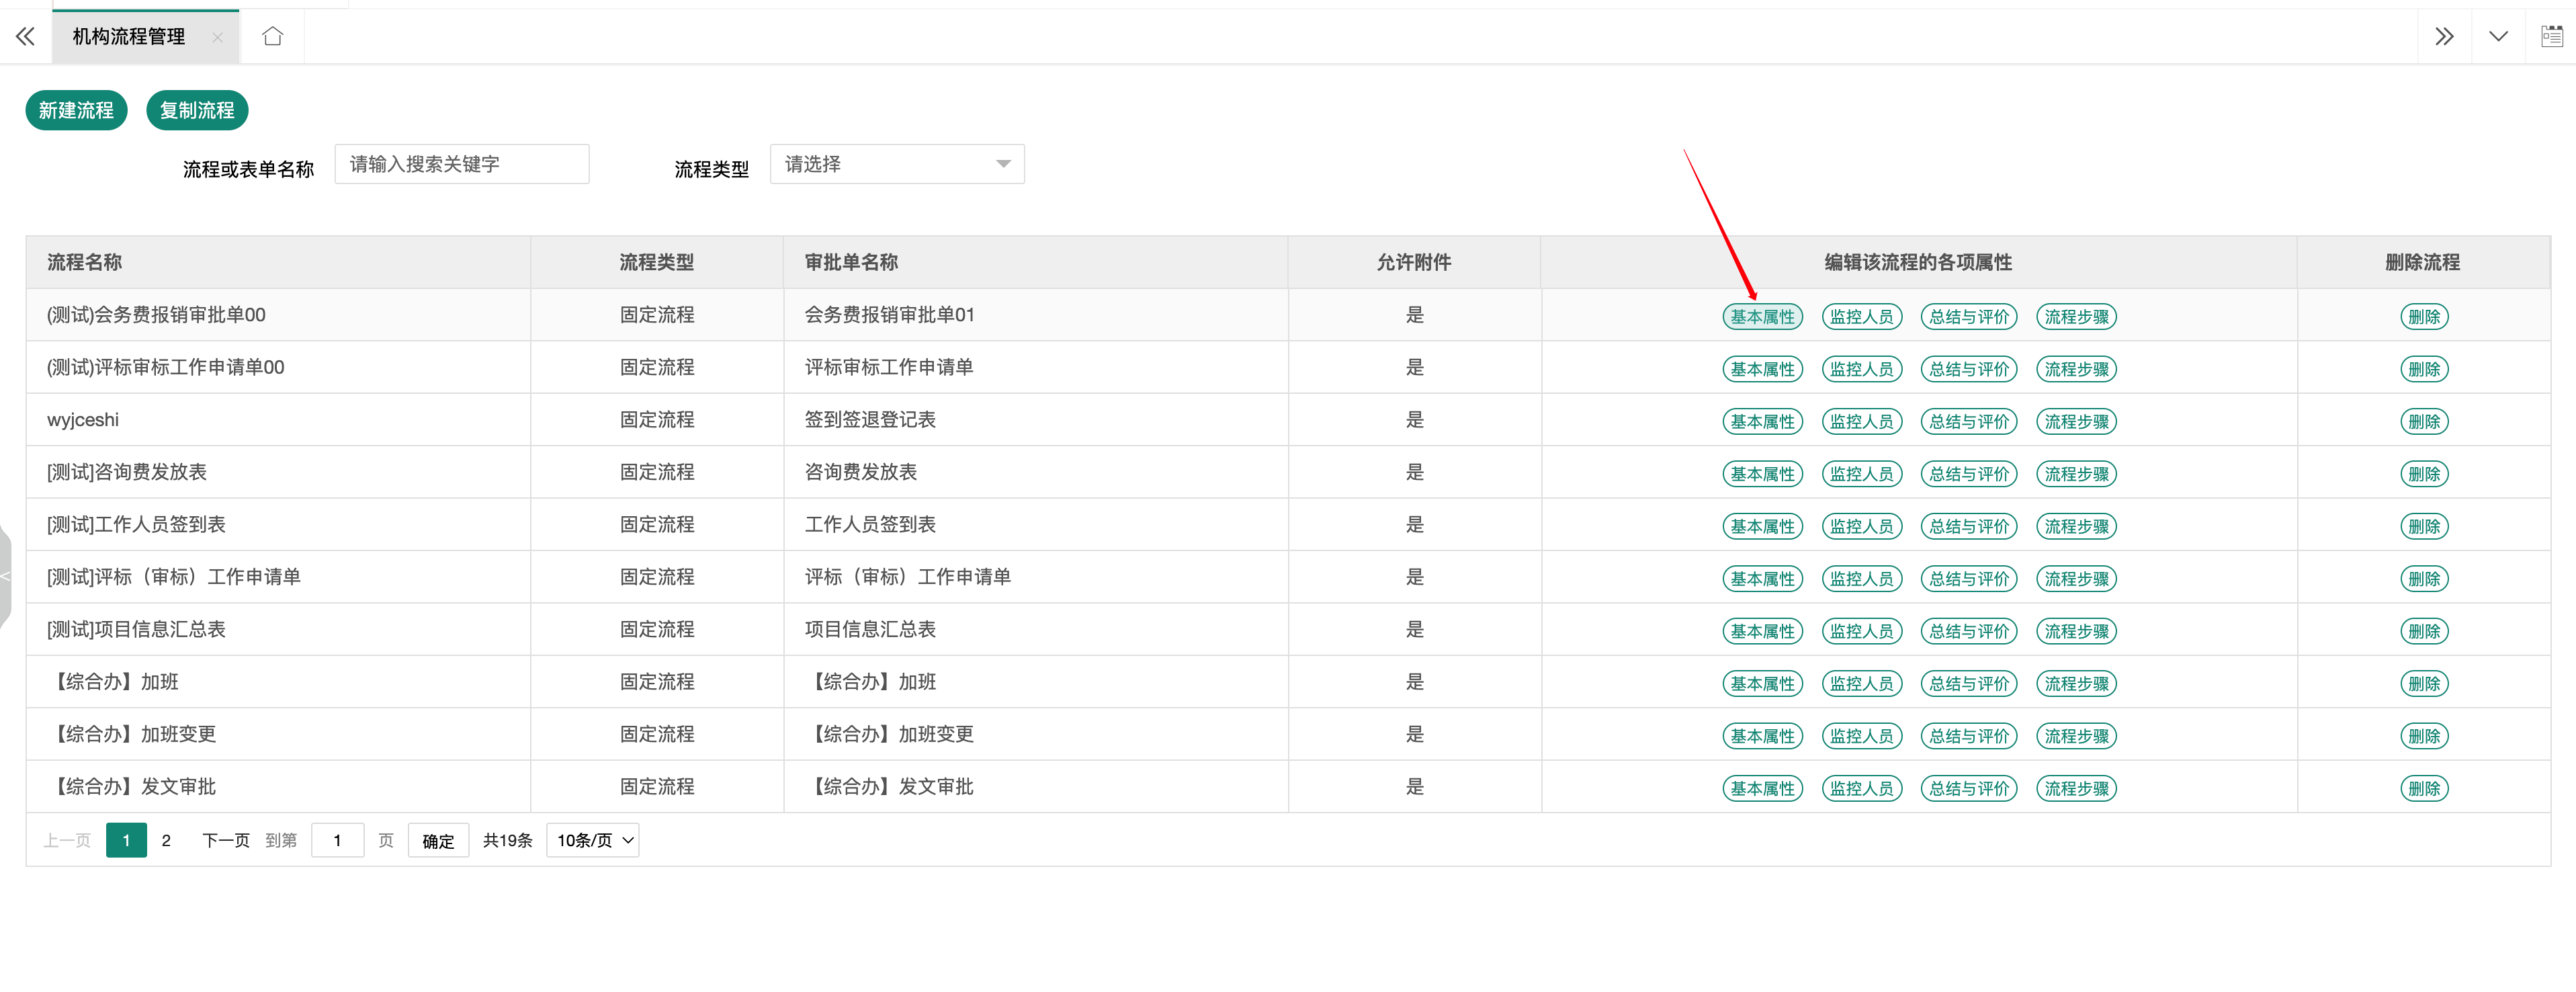 机构流程管理
新建流程 复制流程
流程或表单名称 请输入搜索关键字 流程类型 请选择
流程名称 流程类型 审批单名称 允许附件 编辑该流程的各项属性 删除流程
(测试)会务费报销审批单00 固定流程 会务费报销审批单01 是 基本属性 监控人员 总结与评价 流程步骤 删除
(测试)评标审标工作申请单00 固定流程 评标审标工作申请单 是 基本属性 监控人员 总结与评价 流程步骤 删除
wyjceshi 固定流程 签到签退登记表 是 基本属性 监控人员 总结与评价 流程步骤 删除
[测试]咨询费发放表 固定流程 咨询费发放表 是 基本属性 监控人员 总结与评价 流程步骤 删除
[测试]工作人员签到表 固定流程 工作人员签到表 是 基本属性 监控人员 总结与评价 流程步骤 删除
[测试]评标（审标）工作申请单 固定流程 评标（审标）工作申请单 是 基本属性 监控人员 总结与评价 流程步骤 删除
[测试]项目信息汇总表 固定流程 项目信息汇总表 是 基本属性 监控人员 总结与评价 流程步骤 删除
【综合办】加班 固定流程 【综合办】加班 是 基本属性 监控人员 总结与评价 流程步骤 删除
【综合办】加班变更 固定流程 【综合办】加班变更 是 基本属性 监控人员 总结与评价 流程步骤 删除
【综合办】发文审批 固定流程 【综合办】发文审批 是 基本属性 监控人员 总结与评价 流程步骤 删除
上一页 1 2 下一页 到第 1 页 确定 共19条 10条/页